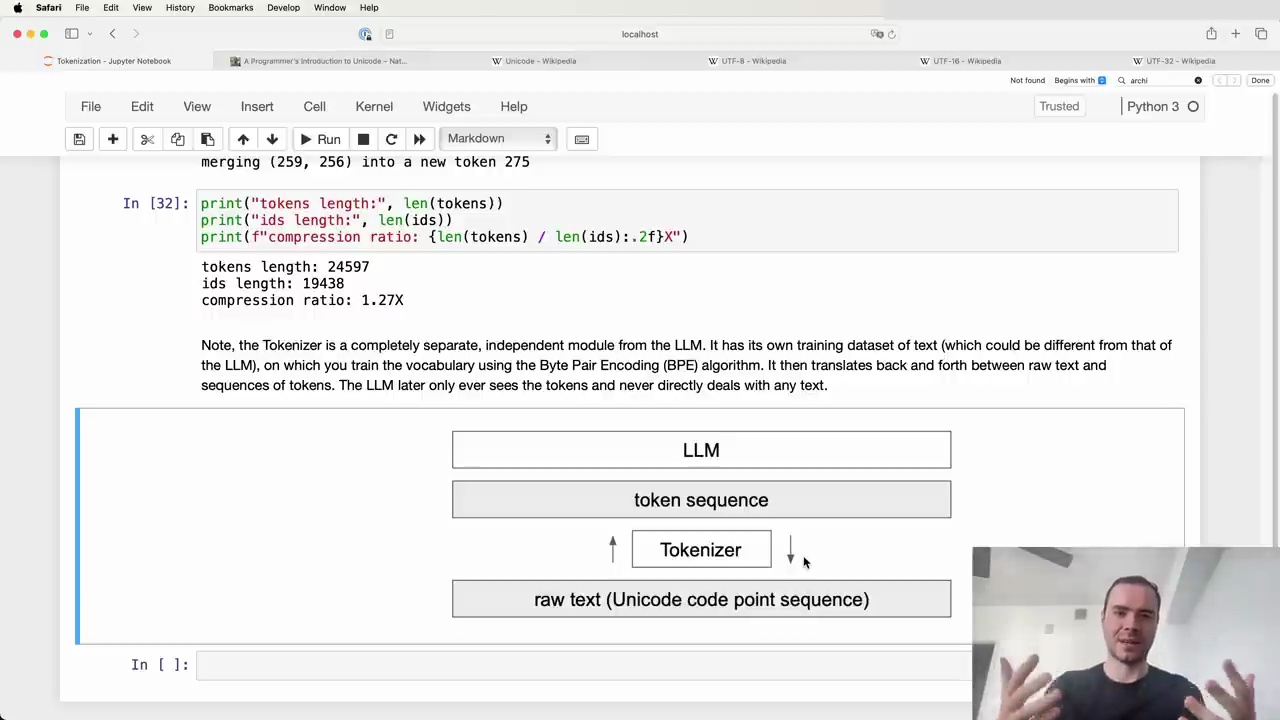 Safari File Edit View History Bookmarks Develop Window Help
localhost
Tokenization - Jupyter Notebook
A Programmer's Introduction to Unicode – Nat...
Unicode - Wikipedia
UTF-8 - Wikipedia
UTF-16 - Wikipedia
UTF-32 - Wikipedia
Not found Begins with archi Done
File Edit View Insert Cell Kernel Widgets Help Trusted Python 3
Run Markdown
merging (259, 256) into a new token 275
In [32]: print("tokens length:", len(tokens))
print("ids length:", len(ids))
print(f"compression ratio: {len(tokens) / len(ids):.2f}X")
tokens length: 24597
ids length: 19438
compression ratio: 1.27X
Note, the Tokenizer is a completely separate, independent module from the LLM. It has its own training dataset of text (which could be different from that of
the LLM), on which you train the vocabulary using the Byte Pair Encoding (BPE) algorithm. It then translates back and forth between raw text and
sequences of tokens. The LLM later only ever sees the tokens and never directly deals with any text.
LLM
token sequence
Tokenizer
raw text (Unicode code point sequence)
In [ ]: